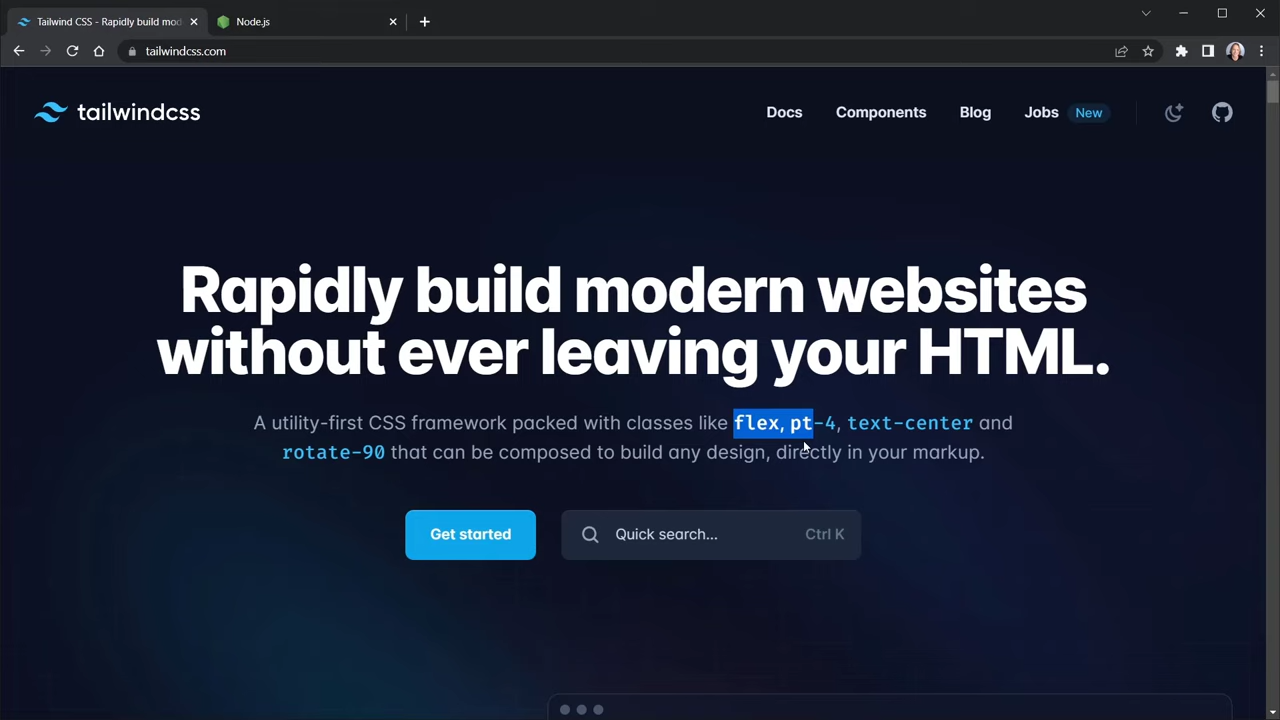 Tailwind CSS - Rapidly build mod
Node.js
tailwindcss.com
tailwindcss
Docs
Components
Blog
Jobs
New
Rapidly build modern websites
without ever leaving your HTML.
A utility-first CSS framework packed with classes like flex, pt-4, text-center and
rotate-90 that can be composed to build any design, directly in your markup.
Get started
Quick search...
Ctrl K